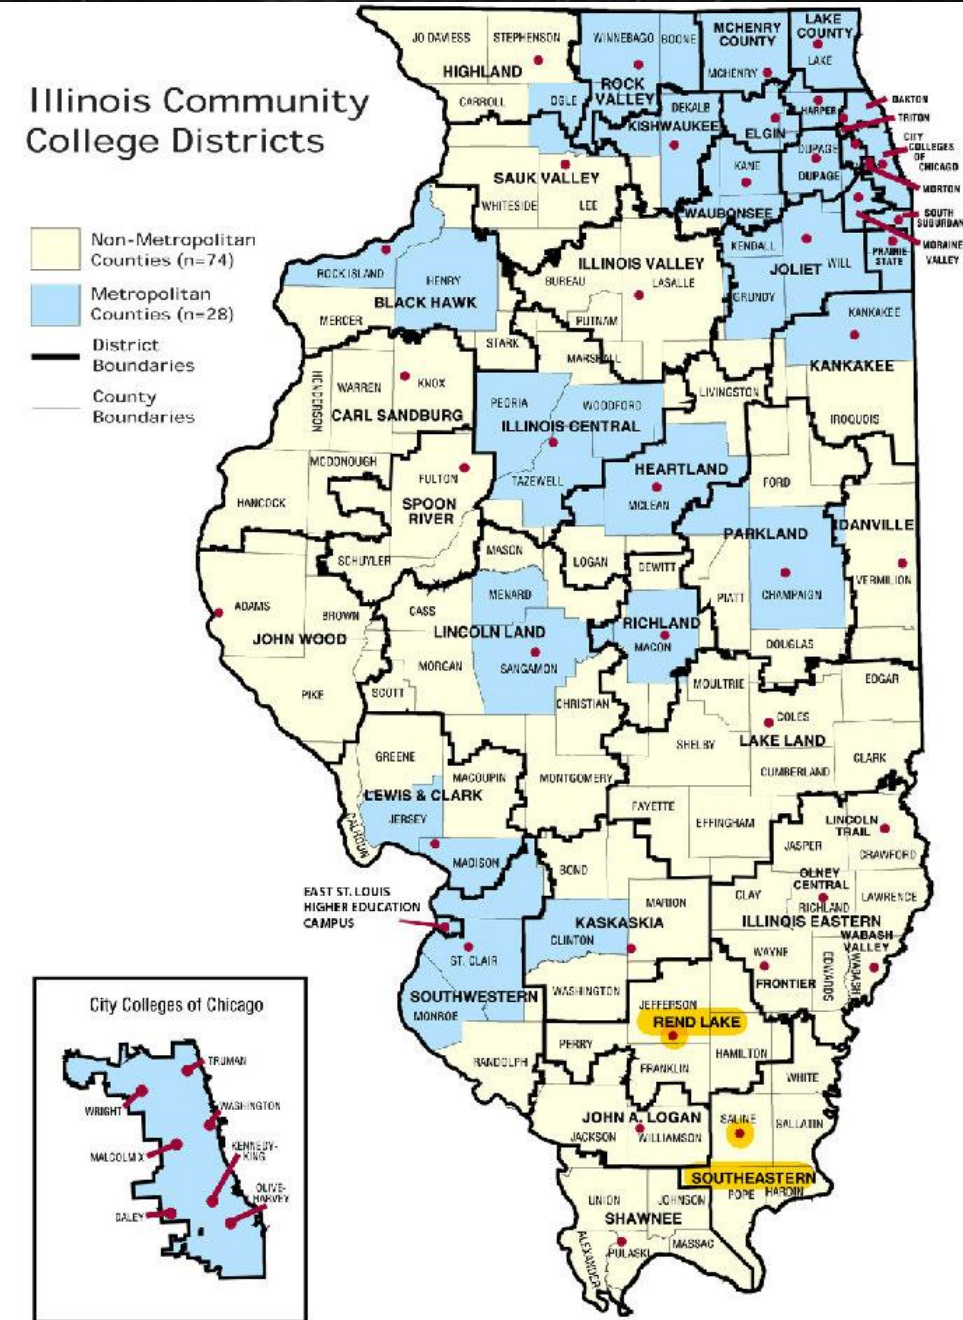 Illinois Community
College Districts
Non-Metropolitan
Counties (n=74)
Metropolitan
Counties (n=28)
District
Boundaries
County
Boundaries
JO DAVIESS
STEPHENSON
WINNEBAGO
BOONE
MCHENRY
COUNTY
LAKE
COUNTY
HIGHLAND
ROCK
VALLEY
MCHENRY
LAKE
CARROLL
OGLE
DEKALB
KISHWAUKEE
ELGIN
HARPER
OAKTON
TRITON
CITY
COLLEGES
OF
CHICAGO
MORTON
SOUTH
SUBURBAN
MORAINE
VALLEY
PRAIRIE
STATE
DUPAGE
DUPAGE
KANE
SAUK VALLEY
WHITESIDE
LEE
WAUBONSEE
KENDALL
JOLIET
WILL
GRUNDY
ILLINOIS VALLEY
BUREAU
LASALLE
PUTNAM
MARSHALL
STARK
ROCK ISLAND
HENRY
BLACK HAWK
MERCER
KANKAKEE
KANKAKEE
IROQUOIS
LIVINGSTON
HENDERSON
WARREN
KNOX
CARL SANDBURG
PEORIA
WOODFORD
ILLINOIS CENTRAL
TAZEWELL
HEARTLAND
MCLEAN
FORD
MCDONOUGH
FULTON
HANCOCK
SPOON
RIVER
SCHUYLER
MASON
LOGAN
DEWITT
PARKLAND
DANVILLE
CHAMPAIGN
VERMILION
PIATT
DOUGLAS
ADAMS
BROWN
JOHN WOOD
PIKE
CASS
MENARD
LINCOLN LAND
SANGAMON
MORGAN
SCOTT
CHRISTIAN
RICHLAND
MACON
MOULTRIE
EDGAR
COLES
SHELBY
LAKE LAND
CUMBERLAND
CLARK
GREENE
MACOUPIN
MONTGOMERY
LEWIS & CLARK
JERSEY
CALHOUN
FAYETTE
EFFINGHAM
LINCOLN
TRAIL
JASPER
CRAWFORD
MADISON
BOND
OLNEY
CENTRAL
CLAY
RICHLAND
LAWRENCE
EAST ST. LOUIS
HIGHER EDUCATION
CAMPUS
MARION
KASKASKIA
CLINTON
ILLINOIS EASTERN
WABASH
VALLEY
WAYNE
FRONTIER
EDWARDS
WABASH
ST. CLAIR
SOUTHWESTERN
MONROE
WASHINGTON
JEFFERSON
REND LAKE
RANDOLPH
PERRY
FRANKLIN
HAMILTON
WHITE
JOHN A. LOGAN
JACKSON
WILLIAMSON
SALINE
GALLATIN
SOUTHEASTERN
POPE
HARDIN
UNION
JOHNSON
SHAWNEE
ALEXANDER
PULASKI
MASSAC
City Colleges of Chicago
TRUMAN
WRIGHT
WASHINGTON
MALCOLM X
KENNEDY-
KING
OLIVE-
HARVEY
DALEY